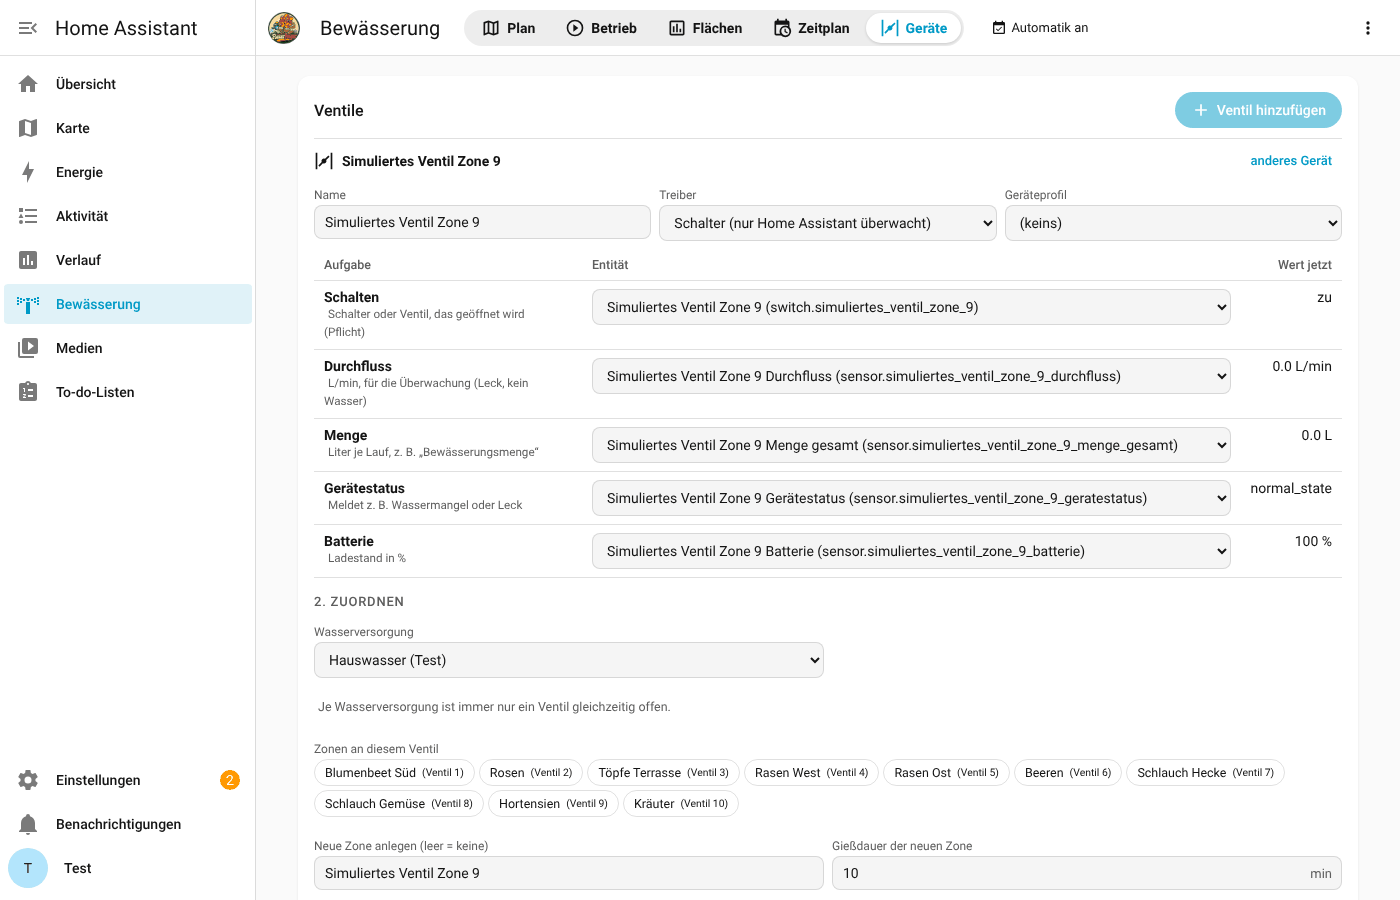 Home Assistant
Bewässerung
Plan
Betrieb
Flächen
Zeitplan
Geräte
Automatik an
Übersicht
Karte
Energie
Aktivität
Verlauf
Bewässerung
Medien
To-do-Listen
Einstellungen
2
Benachrichtigungen
T
Test
Ventile
Ventil hinzufügen
Simuliertes Ventil Zone 9
anderes Gerät
Name
Treiber
Geräteprofil
Simuliertes Ventil Zone 9
Schalter (nur Home Assistant überwacht)
(keins)
Aufgabe
Entität
Wert jetzt
Schalten
Schalter oder Ventil, das geöffnet wird
(Pflicht)
Simuliertes Ventil Zone 9 (switch.simuliertes_ventil_zone_9)
zu
Durchfluss
L/min, für die Überwachung (Leck, kein
Wasser)
Simuliertes Ventil Zone 9 Durchfluss (sensor.simuliertes_ventil_zone_9_durchfluss)
0.0 L/min
Menge
Liter je Lauf, z. B. „Bewässerungsmenge“
Simuliertes Ventil Zone 9 Menge gesamt (sensor.simuliertes_ventil_zone_9_menge_gesamt)
0.0 L
Gerätestatus
Meldet z. B. Wassermangel oder Leck
Simuliertes Ventil Zone 9 Gerätestatus (sensor.simuliertes_ventil_zone_9_geratestatus)
normal_state
Batterie
Ladestand in %
Simuliertes Ventil Zone 9 Batterie (sensor.simuliertes_ventil_zone_9_batterie)
100 %
2. ZUORDNEN
Wasserversorgung
Hauswasser (Test)
Je Wasserversorgung ist immer nur ein Ventil gleichzeitig offen.
Zonen an diesem Ventil
Blumenbeet Süd (Ventil 1)
Rosen (Ventil 2)
Töpfe Terrasse (Ventil 3)
Rasen West (Ventil 4)
Rasen Ost (Ventil 5)
Beeren (Ventil 6)
Schlauch Hecke (Ventil 7)
Schlauch Gemüse (Ventil 8)
Hortensien (Ventil 9)
Kräuter (Ventil 10)
Neue Zone anlegen (leer = keine)
Gießdauer der neuen Zone
Simuliertes Ventil Zone 9
10
min